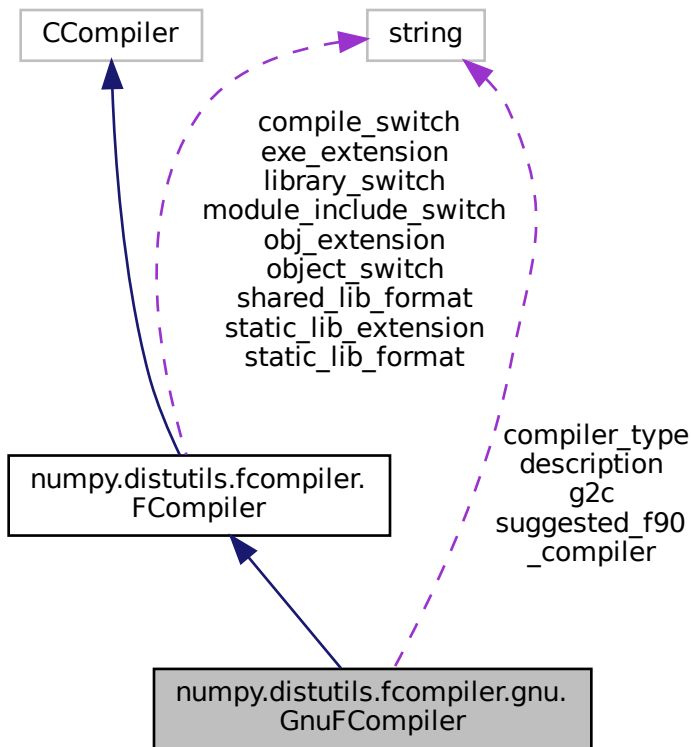 CCompiler
string
compile_switch
exe_extension
library_switch
module_include_switch
obj_extension
object_switch
shared_lib_format
static_lib_extension
static_lib_format
compiler_type
description
g2c
suggested_f90
_compiler
numpy.distutils.fcompiler.
FCompiler
numpy.distutils.fcompiler.gnu.
GnuFCompiler